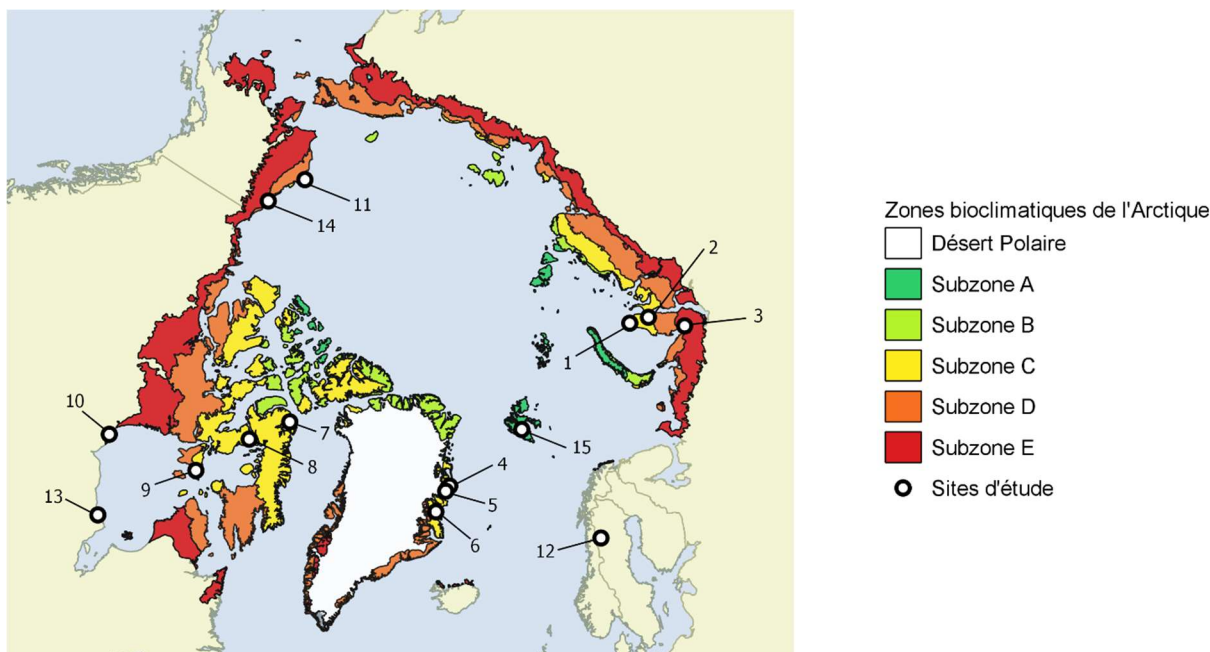 11
14
2
3
1
10
7
15
8
4
9
5
13
6
12
Zones bioclimatiques de l'Arctique
Désert Polaire
Subzone A
Subzone B
Subzone C
Subzone D
Subzone E
Sites d'étude